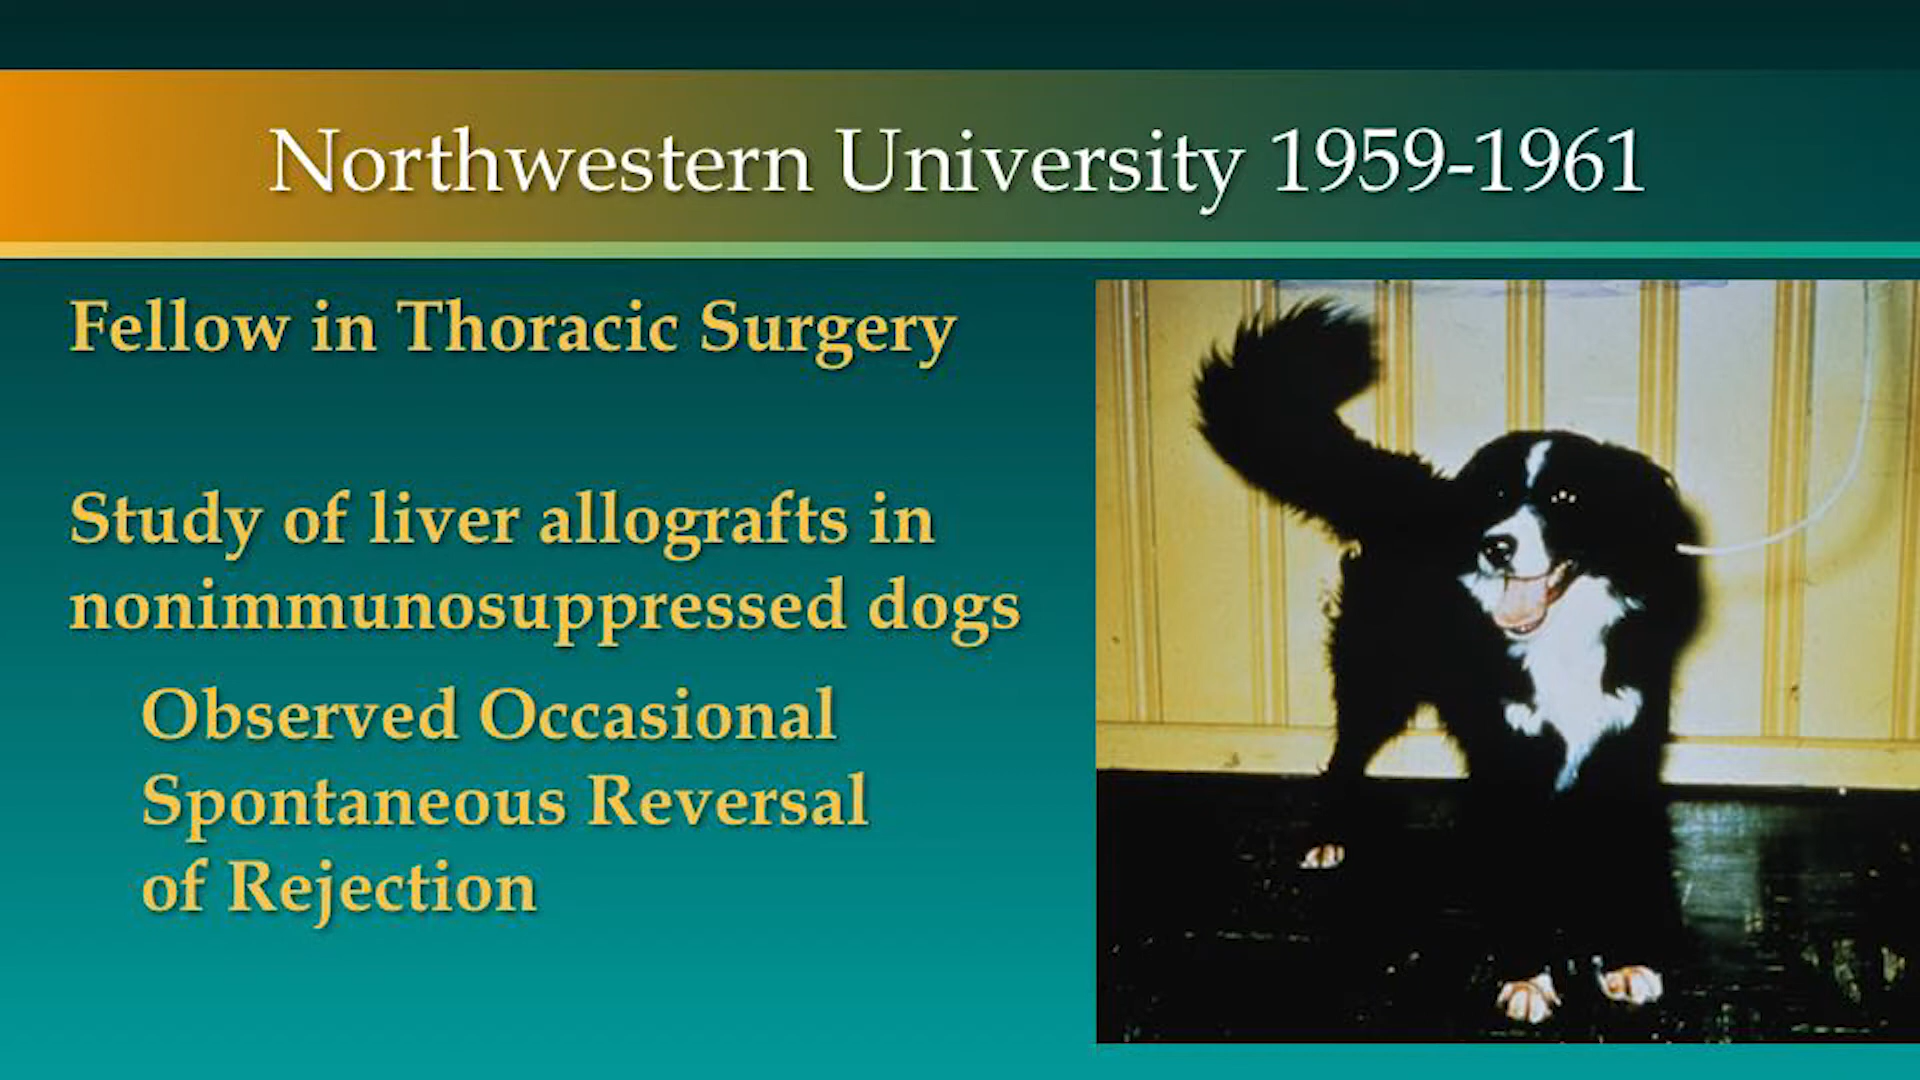 Northwestern University 1959-1961
Fellow in Thoracic Surgery
Study of liver allografts in
nonimmunosuppressed dogs
Observed Occasional
Spontaneous Reversal
of Rejection